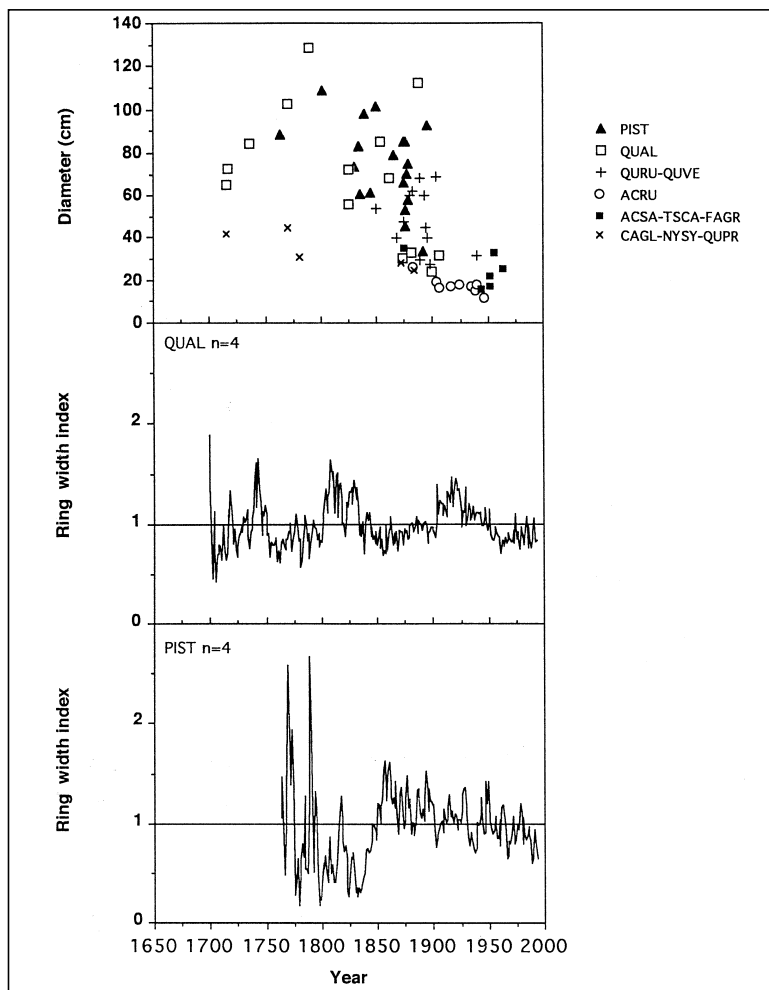 140
120
100
80
60
40
20
0
Diameter (cm)
PIST
QUAL
QURU-QUVE
ACRU
ACSA-TSCA-FAGR
CAGL-NYSY-QUPR
QUAL n=4
2
1
0
Ring width index
PIST n=4
2
1
0
Ring width index
1650 1700 1750 1800 1850 1900 1950 2000
Year